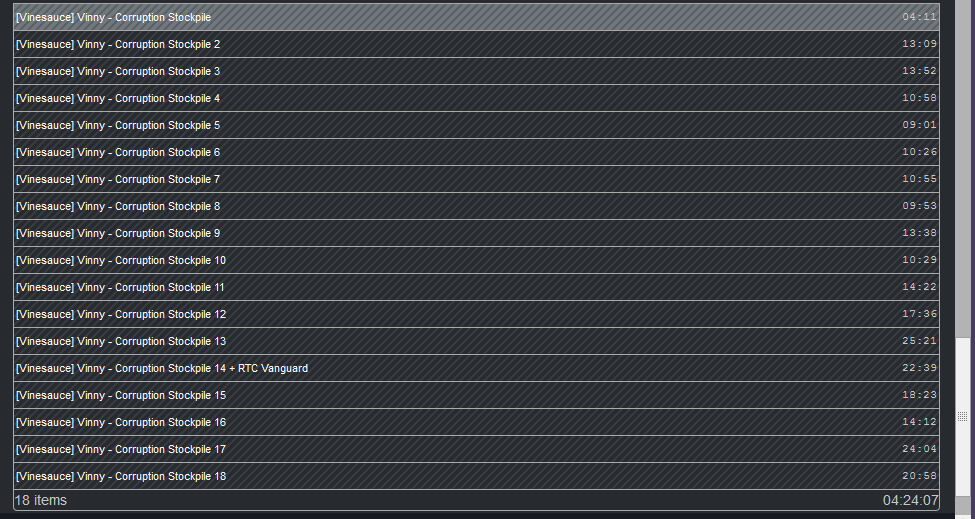 [Vinesauce] Vinny - Corruption Stockpile 04:11
[Vinesauce] Vinny - Corruption Stockpile 2 13:09
[Vinesauce] Vinny - Corruption Stockpile 3 13:52
[Vinesauce] Vinny - Corruption Stockpile 4 10:58
[Vinesauce] Vinny - Corruption Stockpile 5 09:01
[Vinesauce] Vinny - Corruption Stockpile 6 10:26
[Vinesauce] Vinny - Corruption Stockpile 7 10:55
[Vinesauce] Vinny - Corruption Stockpile 8 09:53
[Vinesauce] Vinny - Corruption Stockpile 9 13:38
[Vinesauce] Vinny - Corruption Stockpile 10 10:29
[Vinesauce] Vinny - Corruption Stockpile 11 14:22
[Vinesauce] Vinny - Corruption Stockpile 12 17:36
[Vinesauce] Vinny - Corruption Stockpile 13 25:21
[Vinesauce] Vinny - Corruption Stockpile 14 + RTC Vanguard 22:39
[Vinesauce] Vinny - Corruption Stockpile 15 18:23
[Vinesauce] Vinny - Corruption Stockpile 16 14:12
[Vinesauce] Vinny - Corruption Stockpile 17 24:04
[Vinesauce] Vinny - Corruption Stockpile 18 20:58
18 items 04:24:07